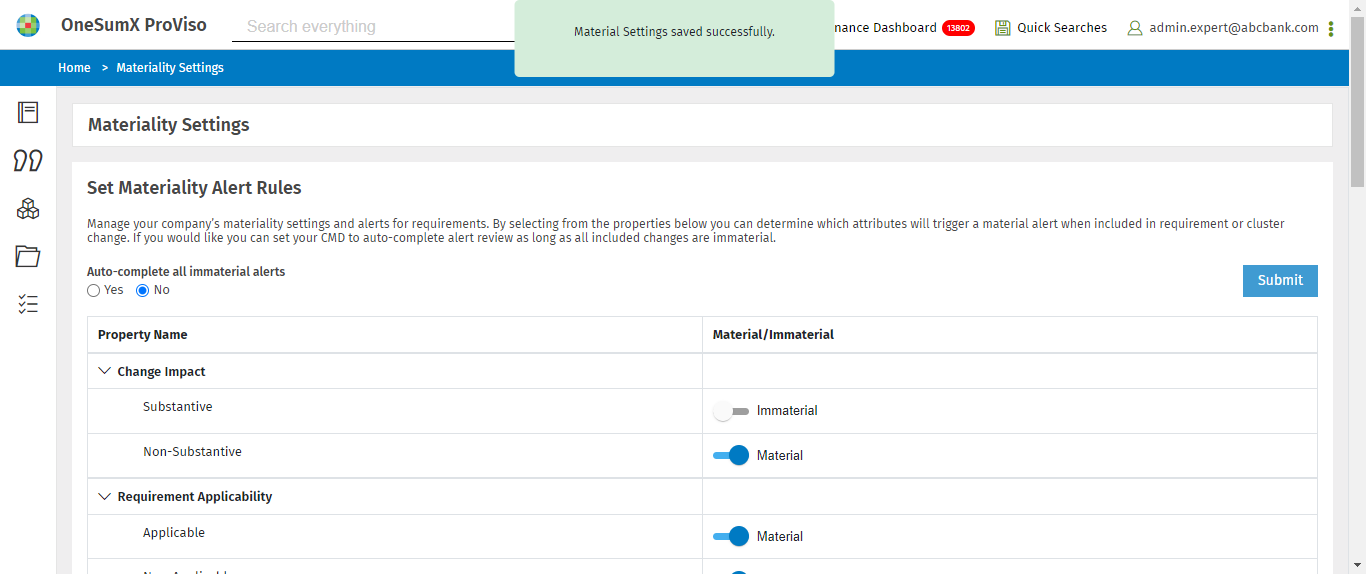 OneSumX ProViso
Search everything
Material Settings saved successfully.
nance Dashboard 13802
Quick Searches
admin.expert@abcbank.com
Home > Materiality Settings
Materiality Settings
Set Materiality Alert Rules
Manage your company's materiality settings and alerts for requirements. By selecting from the properties below you can determine which attributes will trigger a material alert when included in requirement or cluster
change. If you would like you can set your CMD to auto-complete alert review as long as all included changes are immaterial.
Auto-complete all immaterial alerts
Yes No
Submit
Property Name Material/Immaterial
Change Impact
Substantive Immaterial
Non-Substantive Material
Requirement Applicability
Applicable Material